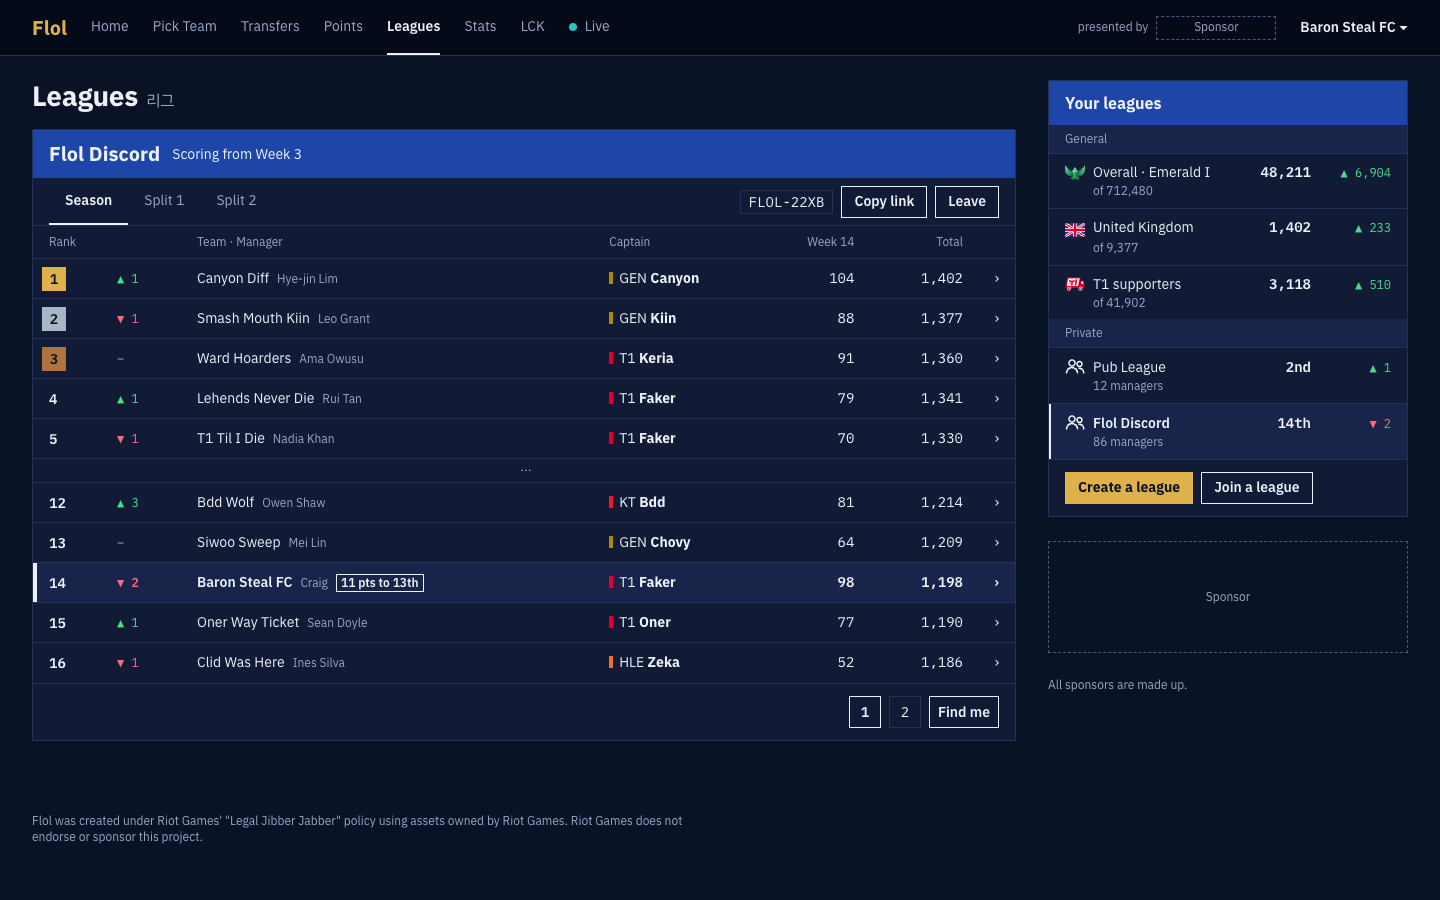 Flol Home Pick Team Transfers Points Leagues Stats LCK Live presented by Sponsor Baron Steal FC
Leagues 리그
Flol Discord Scoring from Week 3
Season Split 1 Split 2 FLOL-22XB Copy link Leave
Rank Team · Manager Captain Week 14 Total
1 ▲ 1 Canyon Diff Hye-jin Lim GEN Canyon 104 1,402 ›
2 ▼ 1 Smash Mouth Kiin Leo Grant GEN Kiin 88 1,377 ›
3 – Ward Hoarders Ama Owusu T1 Keria 91 1,360 ›
4 ▲ 1 Lehends Never Die Rui Tan T1 Faker 79 1,341 ›
5 ▼ 1 T1 Til I Die Nadia Khan T1 Faker 70 1,330 ›
...
12 ▲ 3 Bdd Wolf Owen Shaw KT Bdd 81 1,214 ›
13 – Siwoo Sweep Mei Lin GEN Chovy 64 1,209 ›
14 ▼ 2 Baron Steal FC Craig 11 pts to 13th T1 Faker 98 1,198 ›
15 ▲ 1 Oner Way Ticket Sean Doyle T1 Oner 77 1,190 ›
16 ▼ 1 Clid Was Here Ines Silva HLE Zeka 52 1,186 ›
1 2 Find me
Your leagues
General
Overall · Emerald I 48,211 ▲ 6,904
of 712,480
United Kingdom 1,402 ▲ 233
of 9,377
T1 T1 supporters 3,118 ▲ 510
of 41,902
Private
Pub League 2nd ▲ 1
12 managers
Flol Discord 14th ▼ 2
86 managers
Create a league Join a league
Sponsor
All sponsors are made up.
Flol was created under Riot Games' "Legal Jibber Jabber" policy using assets owned by Riot Games. Riot Games does not
endorse or sponsor this project.